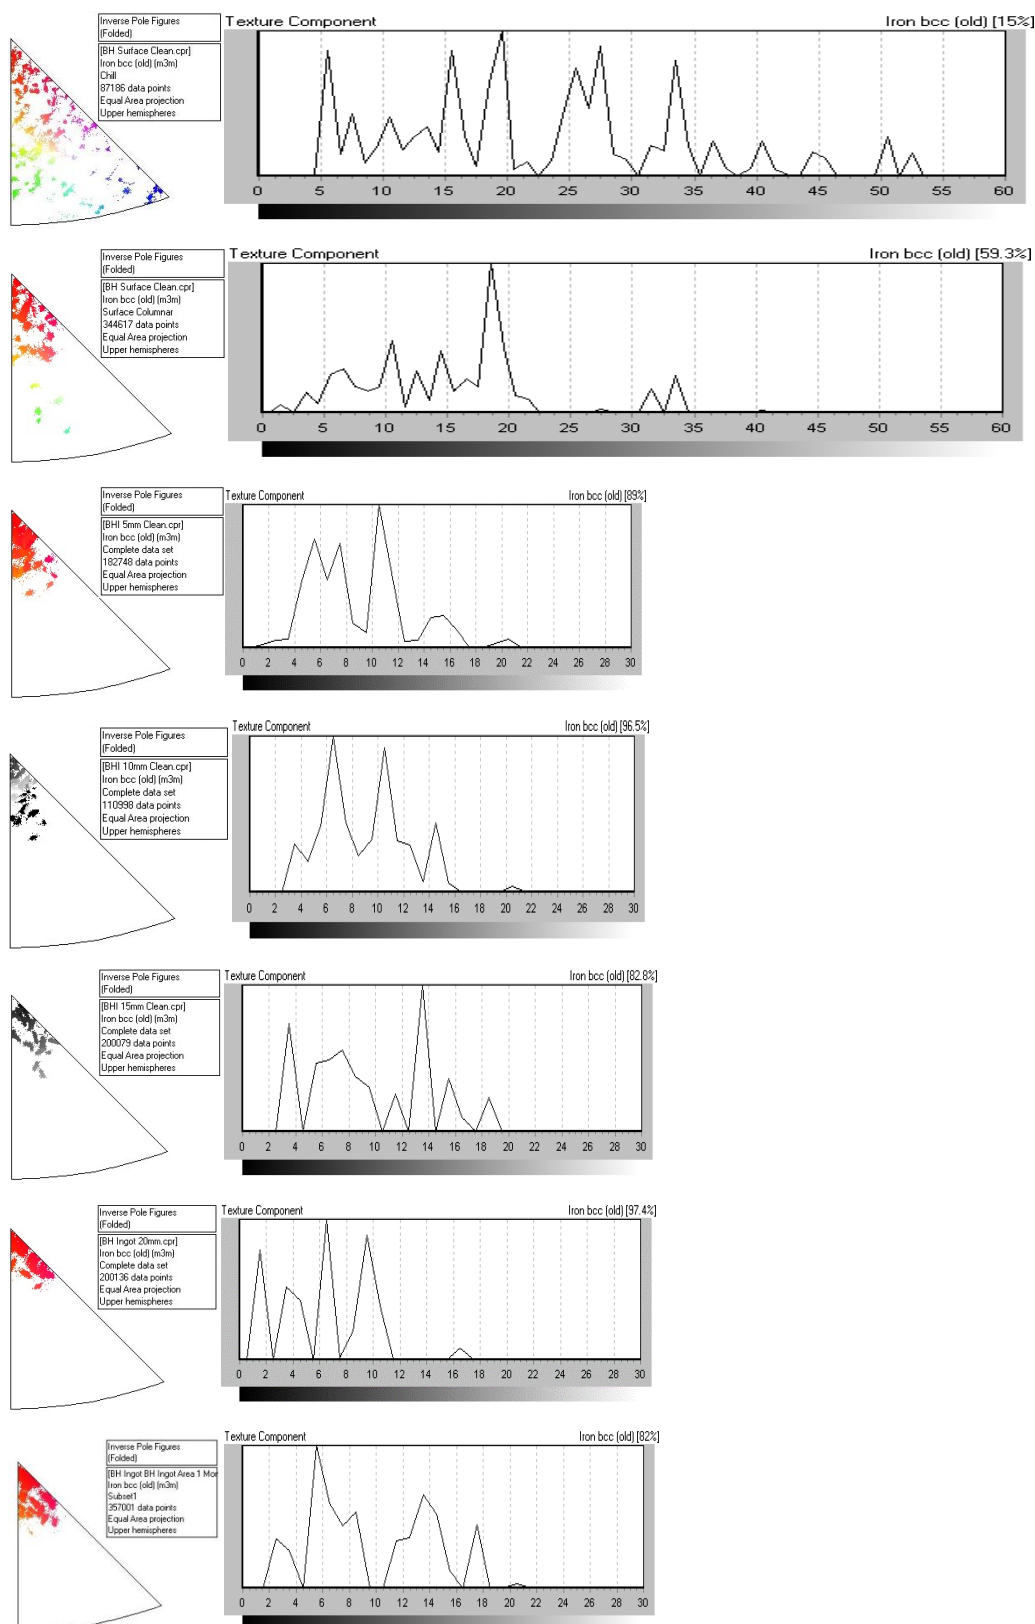 Inverse Pole Figures
(Folded)
[BH Surface Clean.cpr]
Iron bcc (old) (m3m)
Chill
87186 data points
Equal Area projection
Upper hemispheres
Texture Component
Iron bcc (old) [15%]
0 5 10 15 20 25 30 35 40 45 50 55 60
Inverse Pole Figures
(Folded)
[BH Surface Clean.cpr]
Iron bcc (old) (m3m)
Surface Columnar
344617 data points
Equal Area projection
Upper hemispheres
Texture Component
Iron bcc (old) [59.3%]
0 5 10 15 20 25 30 35 40 45 50 55 60
Inverse Pole Figures
(Folded)
[BHI 5mm Clean.cpr]
Iron bcc (old) (m3m)
Complete data set
182748 data points
Equal Area projection
Upper hemispheres
Texture Component
Iron bcc (old) [89%]
0 2 4 6 8 10 12 14 16 18 20 22 24 26 28 30
Inverse Pole Figures
(Folded)
[BHI 10mm Clean.cpr]
Iron bcc (old) (m3m)
Complete data set
110998 data points
Equal Area projection
Upper hemispheres
Texture Component
Iron bcc (old) [96.5%]
0 2 4 6 8 10 12 14 16 18 20 22 24 26 28 30
Inverse Pole Figures
(Folded)
[BHI 15mm Clean.cpr]
Iron bcc (old) (m3m)
Complete data set
200079 data points
Equal Area projection
Upper hemispheres
Texture Component
Iron bcc (old) [82.8%]
0 2 4 6 8 10 12 14 16 18 20 22 24 26 28 30
Inverse Pole Figures
(Folded)
[BH Ingot 20mm.cpr]
Iron bcc (old) (m3m)
Complete data set
200136 data points
Equal Area projection
Upper hemispheres
Texture Component
Iron bcc (old) [97.4%]
0 2 4 6 8 10 12 14 16 18 20 22 24 26 28 30
Inverse Pole Figures
(Folded)
[BH Ingot BH Ingot Area 1 Mor
Iron bcc (old) (m3m)
Subset1
357001 data points
Equal Area projection
Upper hemispheres
Texture Component
Iron bcc (old) [82%]
0 2 4 6 8 10 12 14 16 18 20 22 24 26 28 30